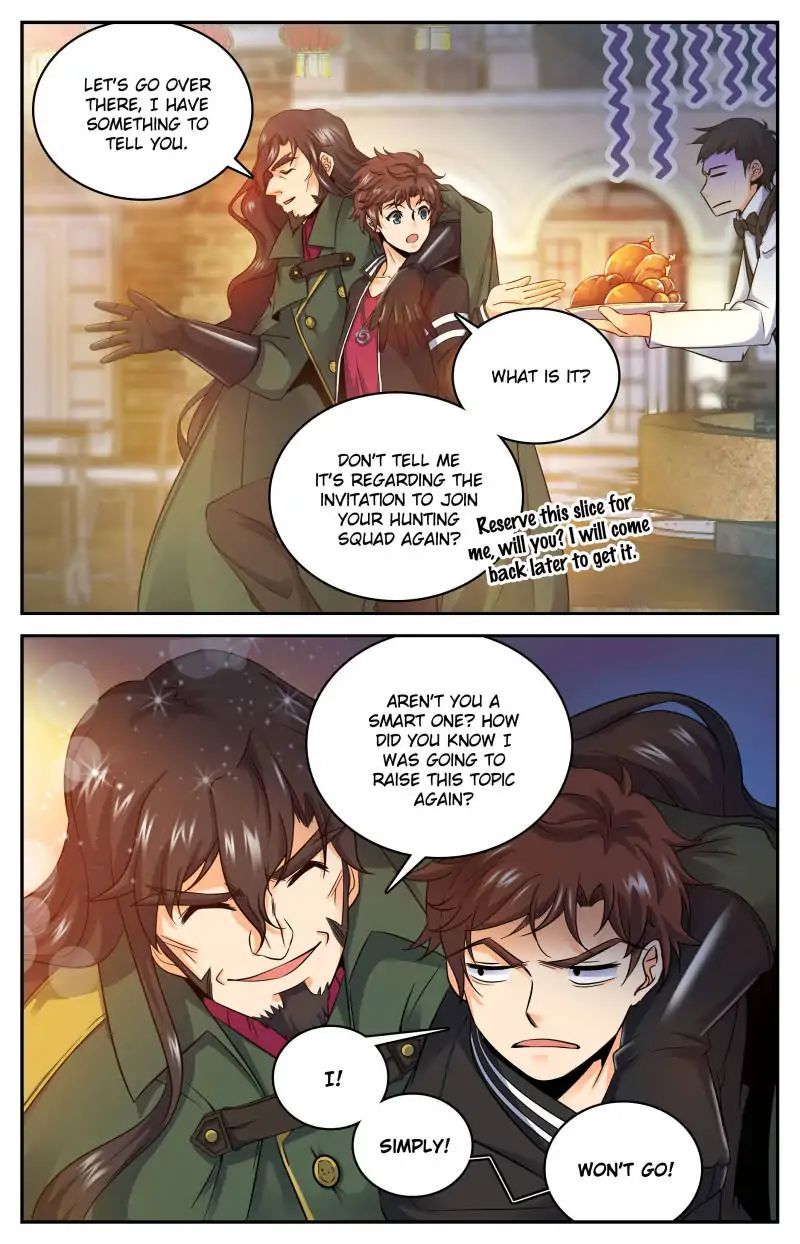 LET'S GO OVER
THERE, I HAVE
SOMETHING TO
TELL YOU.
WHAT IS IT?
DON'T TELL ME
IT'S REGARDING THE
INVITATION TO JOIN
YOUR HUNTING
SQUAD AGAIN?
Reserve this slice for
me, will you? I will come
back later to get it.
AREN'T YOU A
SMART ONE? HOW
DID YOU KNOW I
WAS GOING TO
RAISE THIS TOPIC
AGAIN?
I!
SIMPLY!
WON'T GO!